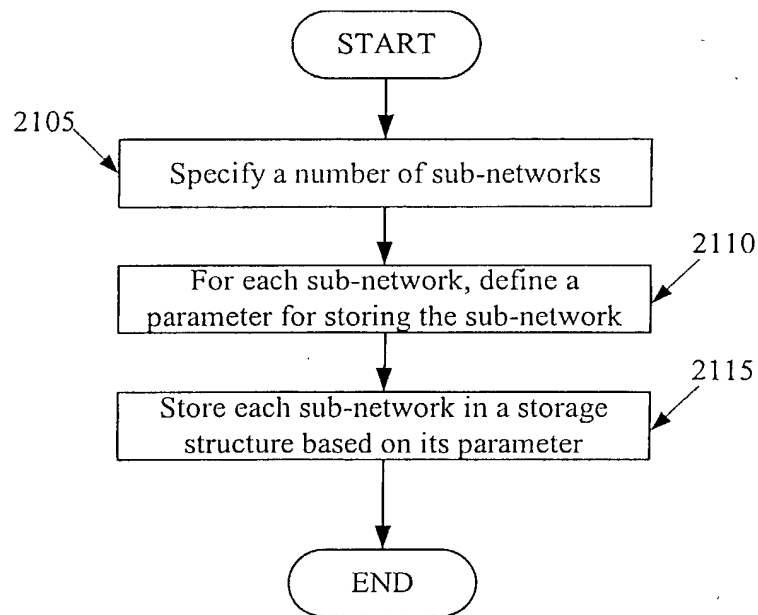 START
2105
Specify a number of sub-networks
2110
For each sub-network, define a
parameter for storing the sub-network
2115
Store each sub-network in a storage
structure based on its parameter
END